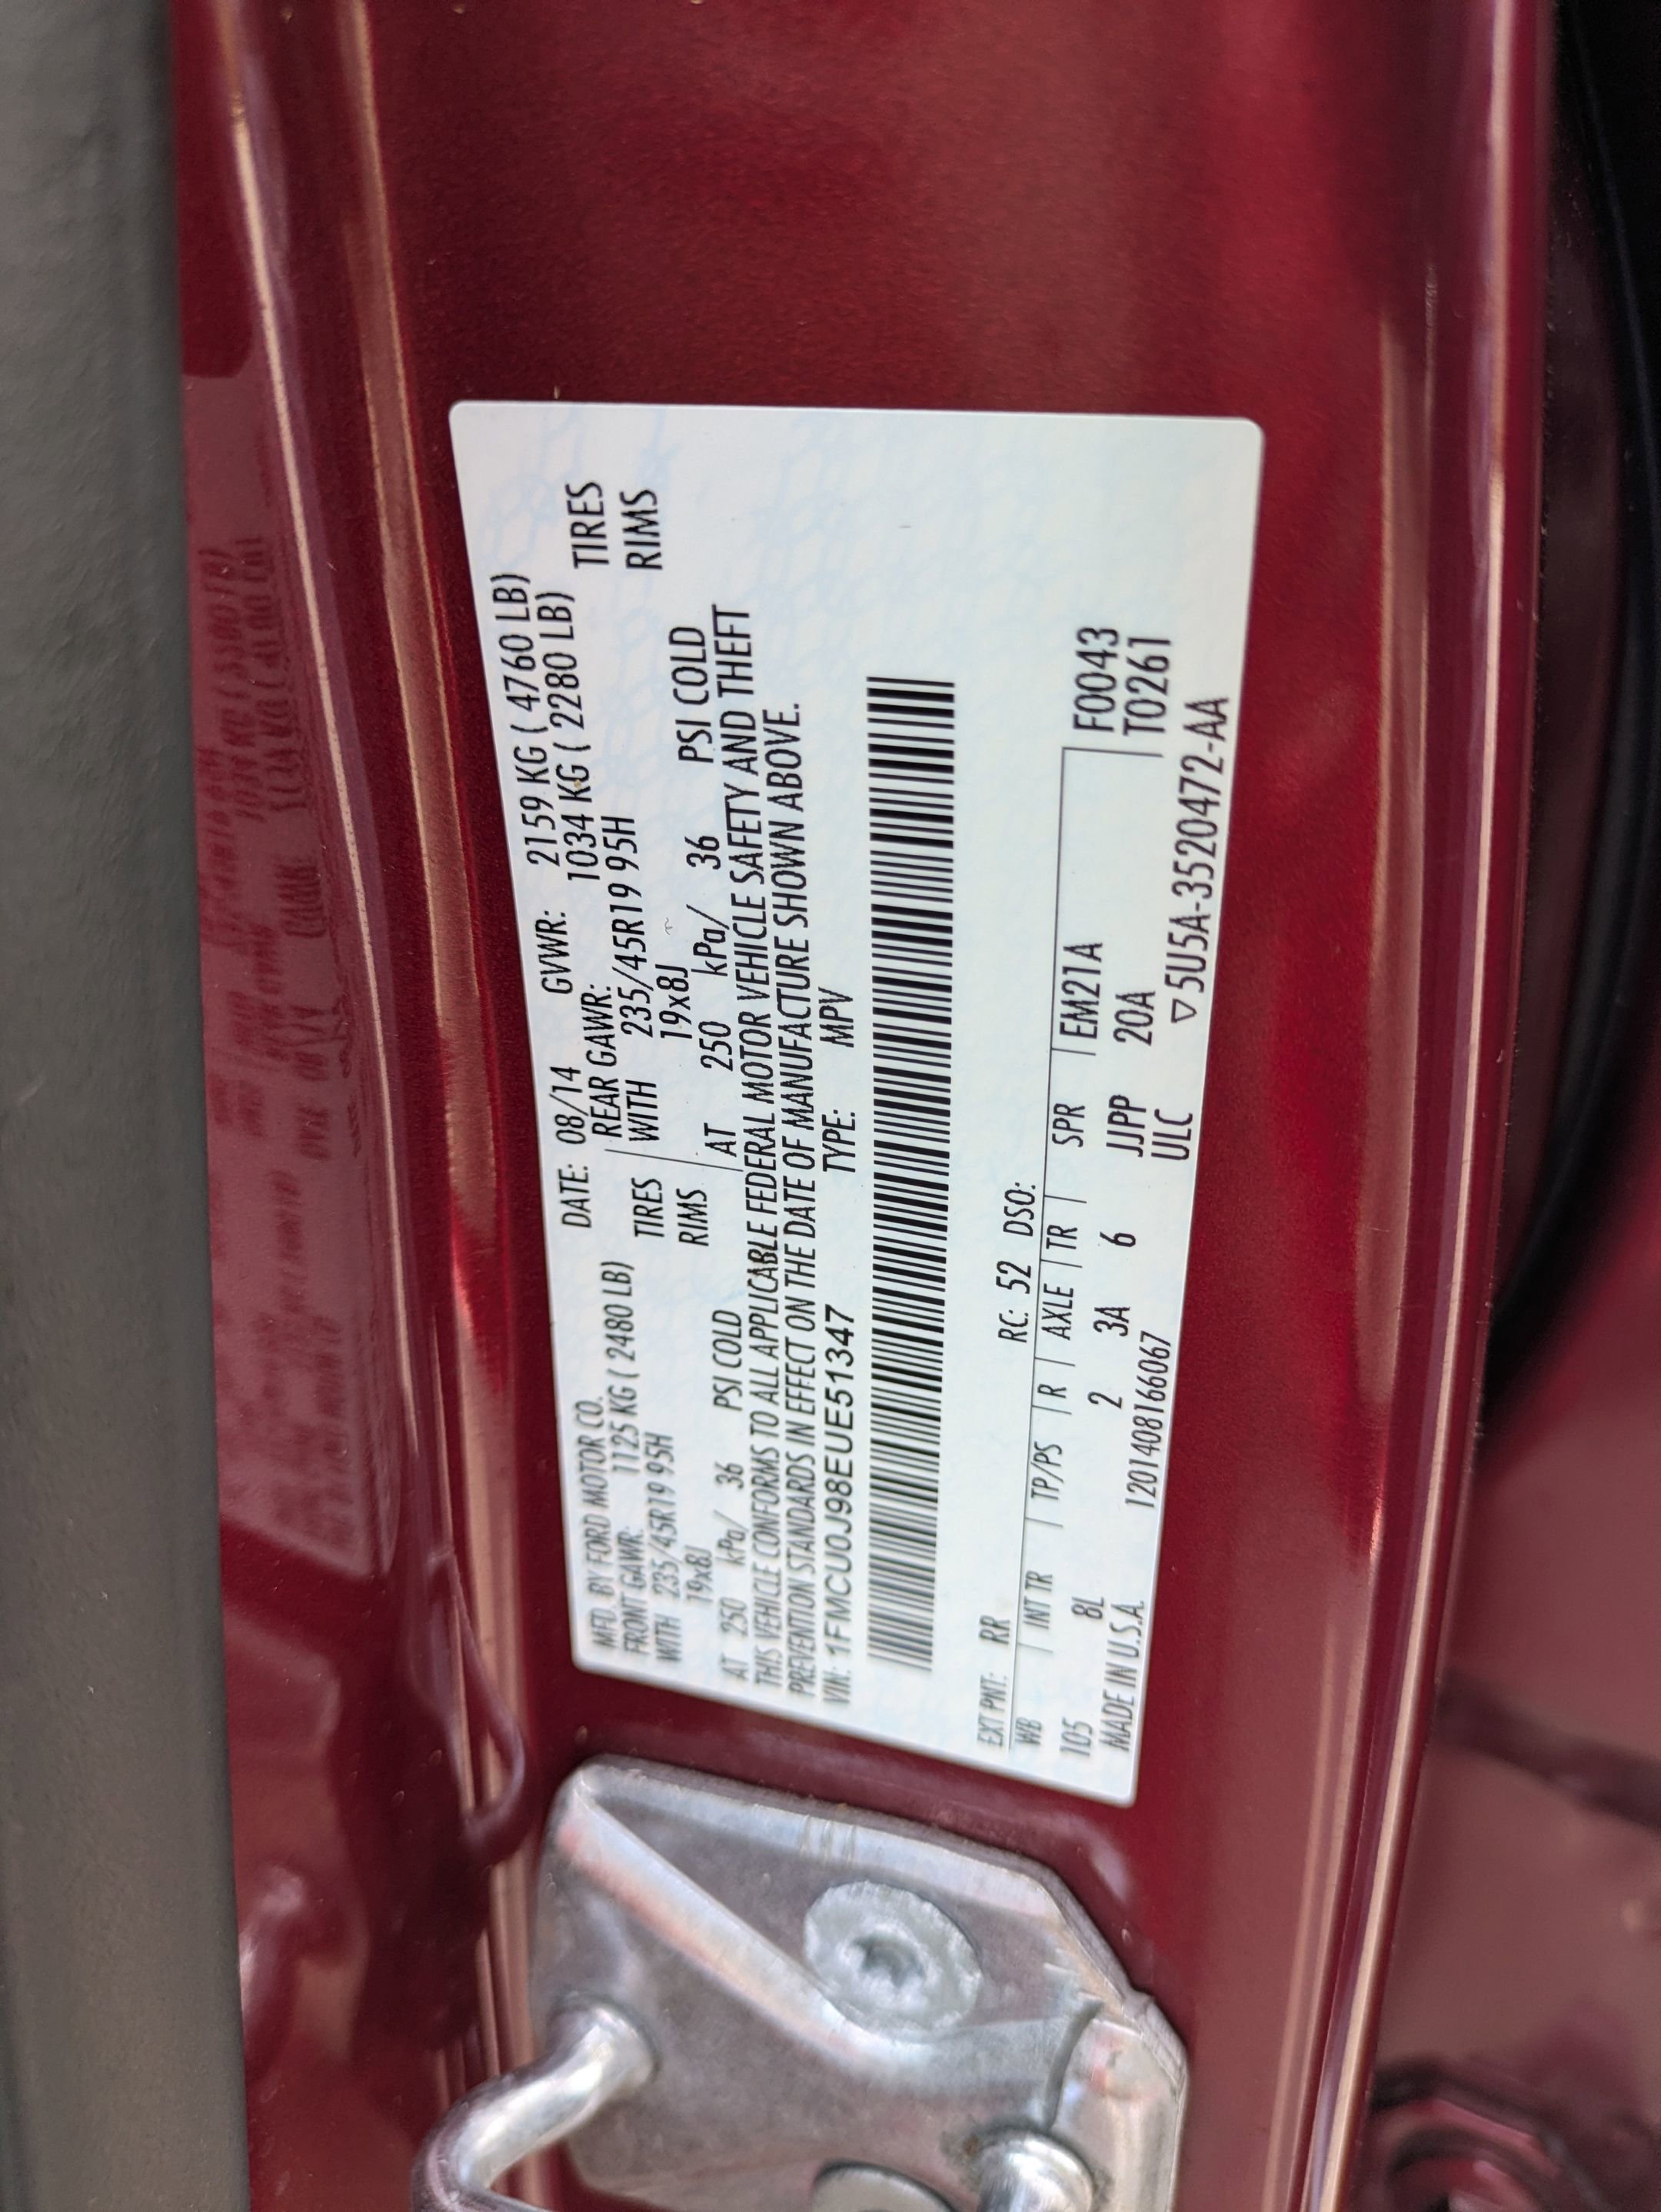 MFD. BY FORD MOTOR CO. DATE: 08/14 GVWR: 2159 KG ( 4760 LB)
FRONT GAWR: 1125 KG ( 2480 LB) REAR GAWR: 1034 KG ( 2280 LB)
WITH 235/45R19 95H TIRES WITH 235/45R19 95H TIRES
19x8J RIMS 19x8J RIMS
AT 250 kPa/ 36 PSI COLD AT 250 kPa/ 36 PSI COLD
THIS VEHICLE CONFORMS TO ALL APPLICABLE FEDERAL MOTOR VEHICLE SAFETY AND THEFT
PREVENTION STANDARDS IN EFFECT ON THE DATE OF MANUFACTURE SHOWN ABOVE.
VIN: 1FMCU0J98EUE51347 TYPE: MPV
EXT PNT: RR RC: 52 DSO:
WB | INT TR | TP/PS | R | AXLE | TR | SPR | EM21A F0043
105 8L 2 3A 6 JJPP 20A T0261
MADE IN U.S.A. 120140816​6067 ULC ▽5U5A-3520472-AA